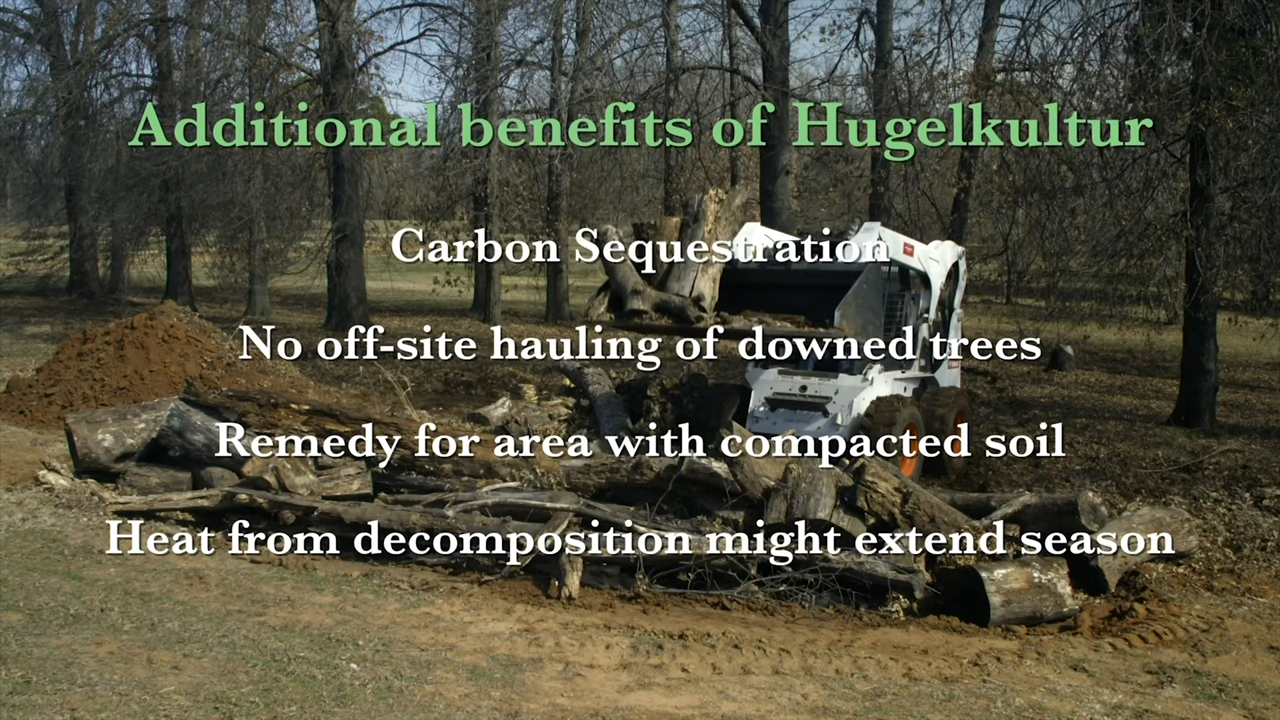 Additional benefits of Hugelkultur
Carbon Sequestration
No off-site hauling of downed trees
Remedy for area with compacted soil
Heat from decomposition might extend season